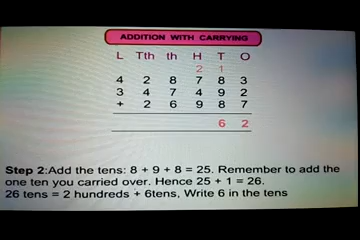 ADDITION WITH CARRYING
L Tth th H T O
2 1
4 2 8 7 8 3
3 4 7 4 9 2
+ 2 6 9 8 7
6 2
Step 2:Add the tens: 8 + 9 + 8 = 25. Remember to add the
one ten you carried over. Hence 25 + 1 = 26.
26 tens = 2 hundreds + 6tens, Write 6 in the tens